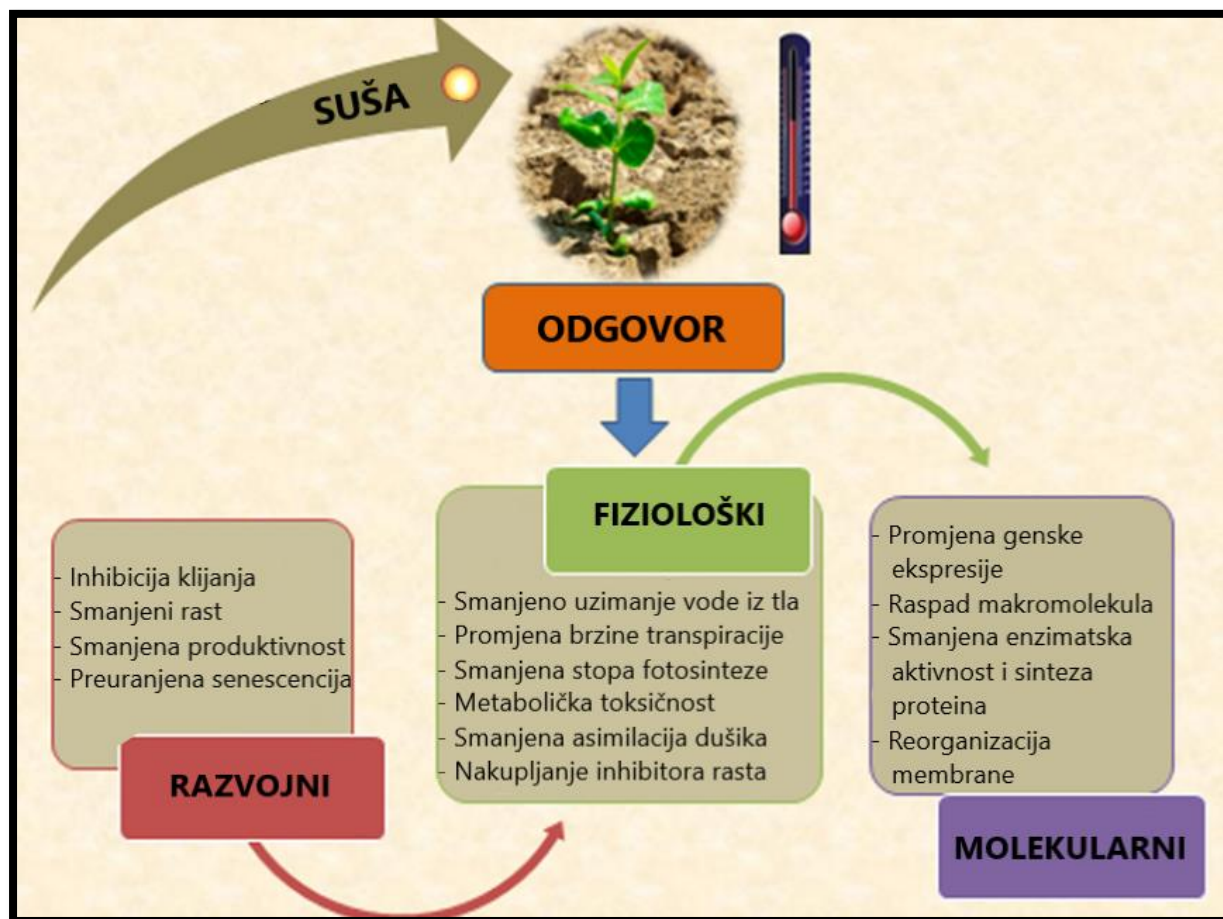 SUŠA
ODGOVOR
- Inhibicija klijanja
- Smanjeni rast
- Smanjena produktivnost
- Preuranjena senescencija
RAZVOJNI
FIZIOLOŠKI
- Smanjeno uzimanje vode iz tla
- Promjena brzine transpiracije
- Smanjena stopa fotosinteze
- Metabolička toksičnost
- Smanjena asimilacija dušika
- Nakupljanje inhibitora rasta
- Promjena genske
ekspresije
- Raspad makromolekula
- Smanjena enzimatska
aktivnost i sinteza
proteina
- Reorganizacija
membrane
MOLEKULARNI